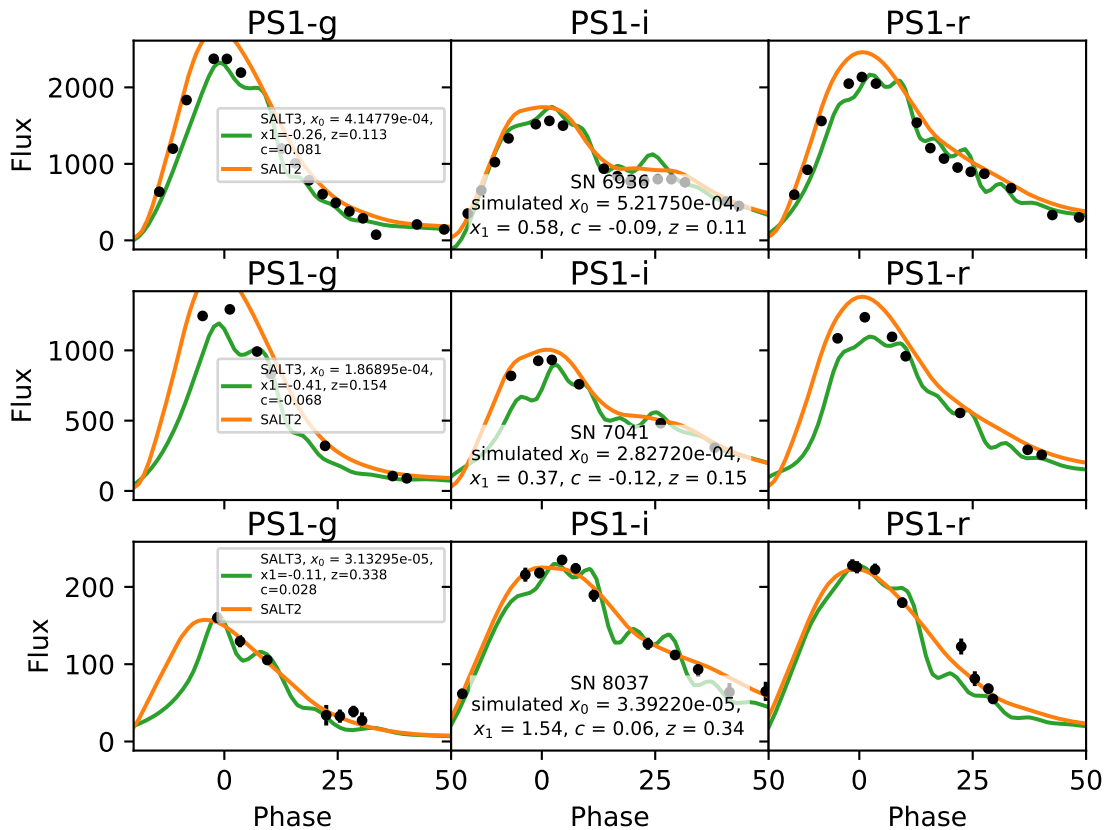 PS1-g PS1-i PS1-r
Flux
2000
1000
0
SALT3, x₀ = 4.14779e-04,
x1=-0.26, z=0.113
c=-0.081
SALT2
SN 6936
simulated x₀ = 5.21750e-04,
x₁ = 0.58, c = -0.09, z = 0.11
PS1-g PS1-i PS1-r
Flux
1000
500
0
SALT3, x₀ = 1.86895e-04,
x1=-0.41, z=0.154
c=-0.068
SALT2
SN 7041
simulated x₀ = 2.82720e-04,
x₁ = 0.37, c = -0.12, z = 0.15
PS1-g PS1-i PS1-r
Flux
200
100
0
SALT3, x₀ = 3.13295e-05,
x1=-0.11, z=0.338
c=0.028
SALT2
SN 8037
simulated x₀ = 3.39220e-05,
x₁ = 1.54, c = 0.06, z = 0.34
0 25 50 0 25 50 0 25 50
Phase Phase Phase